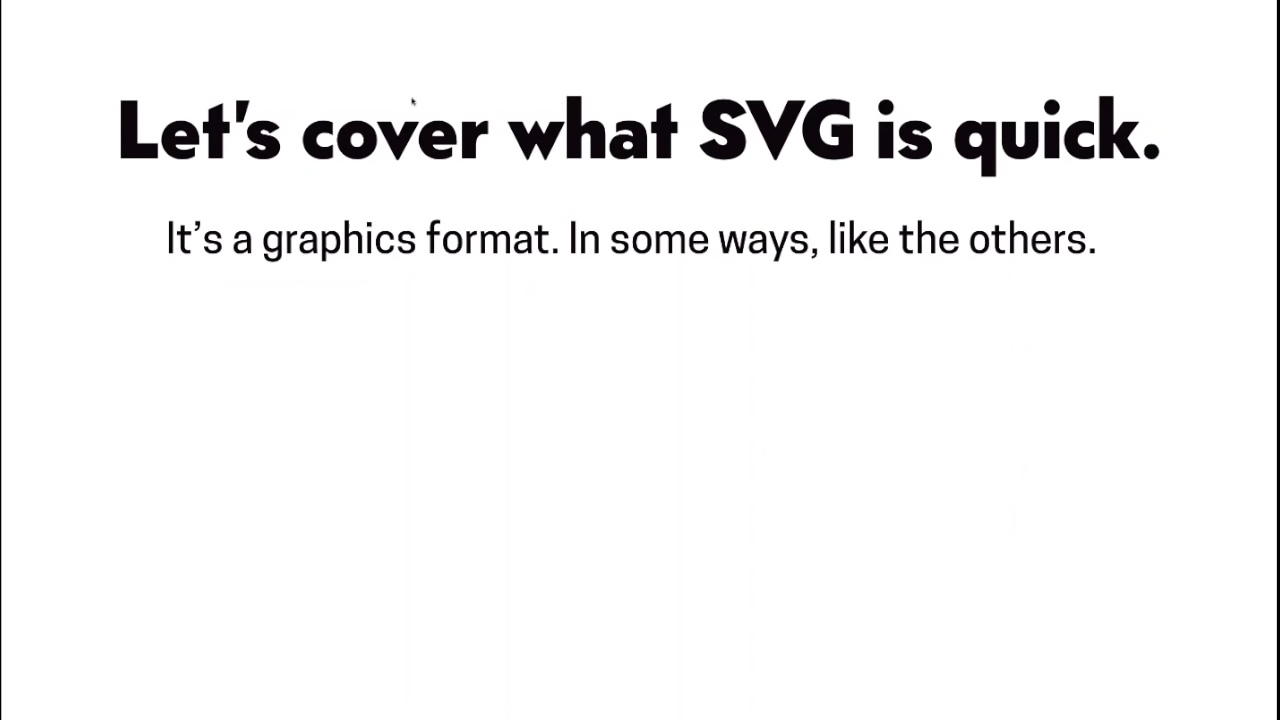 Let's cover what SVG is quick.
It’s a graphics format. In some ways, like the others.